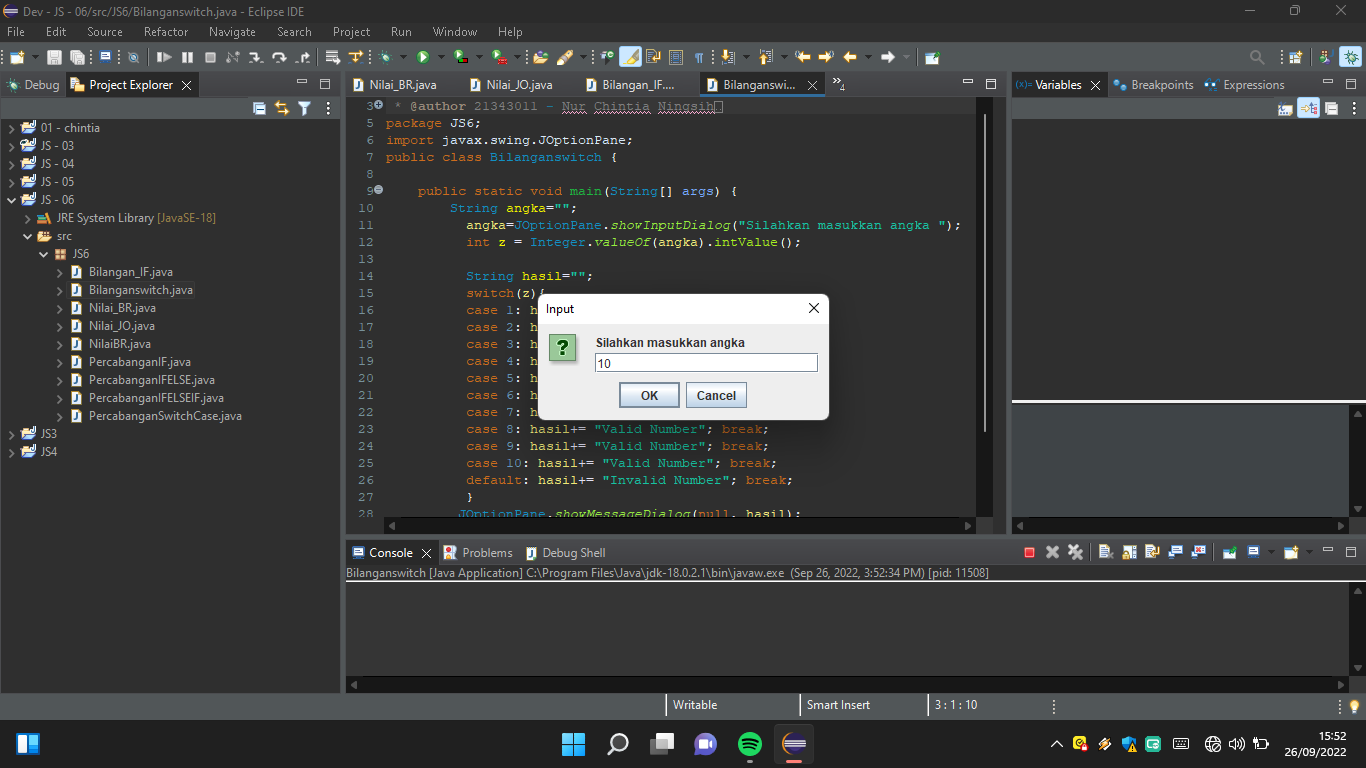 Dev - JS - 06/src/JS6/Bilanganswitch.java - Eclipse IDE
File Edit Source Refactor Navigate Search Project Run Window Help
Debug Project Explorer
01 - chintia
JS - 03
JS - 04
JS - 05
JS - 06
JRE System Library [JavaSE-18]
src
JS6
Bilangan_IF.java
Bilanganswitch.java
Nilai_BR.java
Nilai_JO.java
NilaiBR.java
PercabanganIF.java
PercabanganIFELSE.java
PercabanganIFELSEIF.java
PercabanganSwitchCase.java
JS3
JS4
Nilai_BR.java Nilai_JO.java Bilangan_IF.... Bilanganswi... »4
3 * @author 21343011 - Nur Chintia Ningsih
5 package JS6;
6 import javax.swing.JOptionPane;
7 public class Bilanganswitch {
8
9 public static void main(String[] args) {
10 String angka="";
11 angka=JOptionPane.showInputDialog("Silahkan masukkan angka ");
12 int z = Integer.valueOf(angka).intValue();
13
14 String hasil="";
15 switch(z){
16 case 1: h
17 case 2: h
18 case 3: h
19 case 4: h
20 case 5: h
21 case 6: h
22 case 7: h
23 case 8: hasil+= "Valid Number"; break;
24 case 9: hasil+= "Valid Number"; break;
25 case 10: hasil+= "Valid Number"; break;
26 default: hasil+= "Invalid Number"; break;
27 }
28 JOptionPane.showMessageDialog(null, hasil);
Input
Silahkan masukkan angka
10
OK Cancel
(x)= Variables Breakpoints Expressions
Console Problems Debug Shell
Bilanganswitch [Java Application] C:\Program Files\Java\jdk-18.0.2.1\bin\javaw.exe (Sep 26, 2022, 3:52:34 PM) [pid: 11508]
Writable Smart Insert 3 : 1 : 10
15:52
26/09/2022